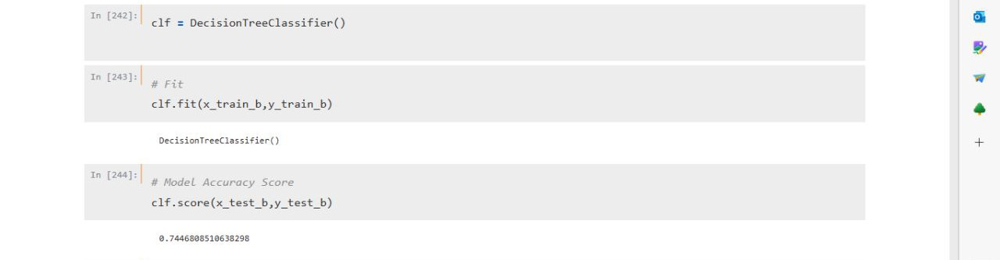 In [242]:
clf = DecisionTreeClassifier()
In [243]:
# Fit
clf.fit(x_train_b,y_train_b)
DecisionTreeClassifier()
In [244]:
# Model Accuracy Score
clf.score(x_test_b,y_test_b)
0.7446808510638298